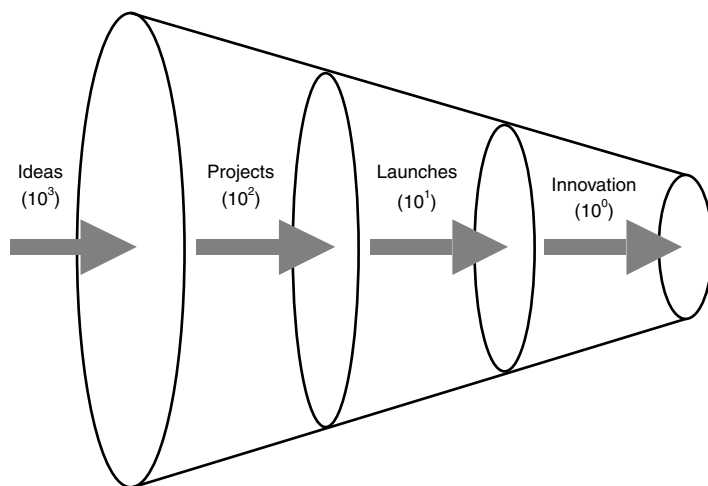 Ideas
(10³)
Projects
(10²)
Launches
(10¹)
Innovation
(10⁰)